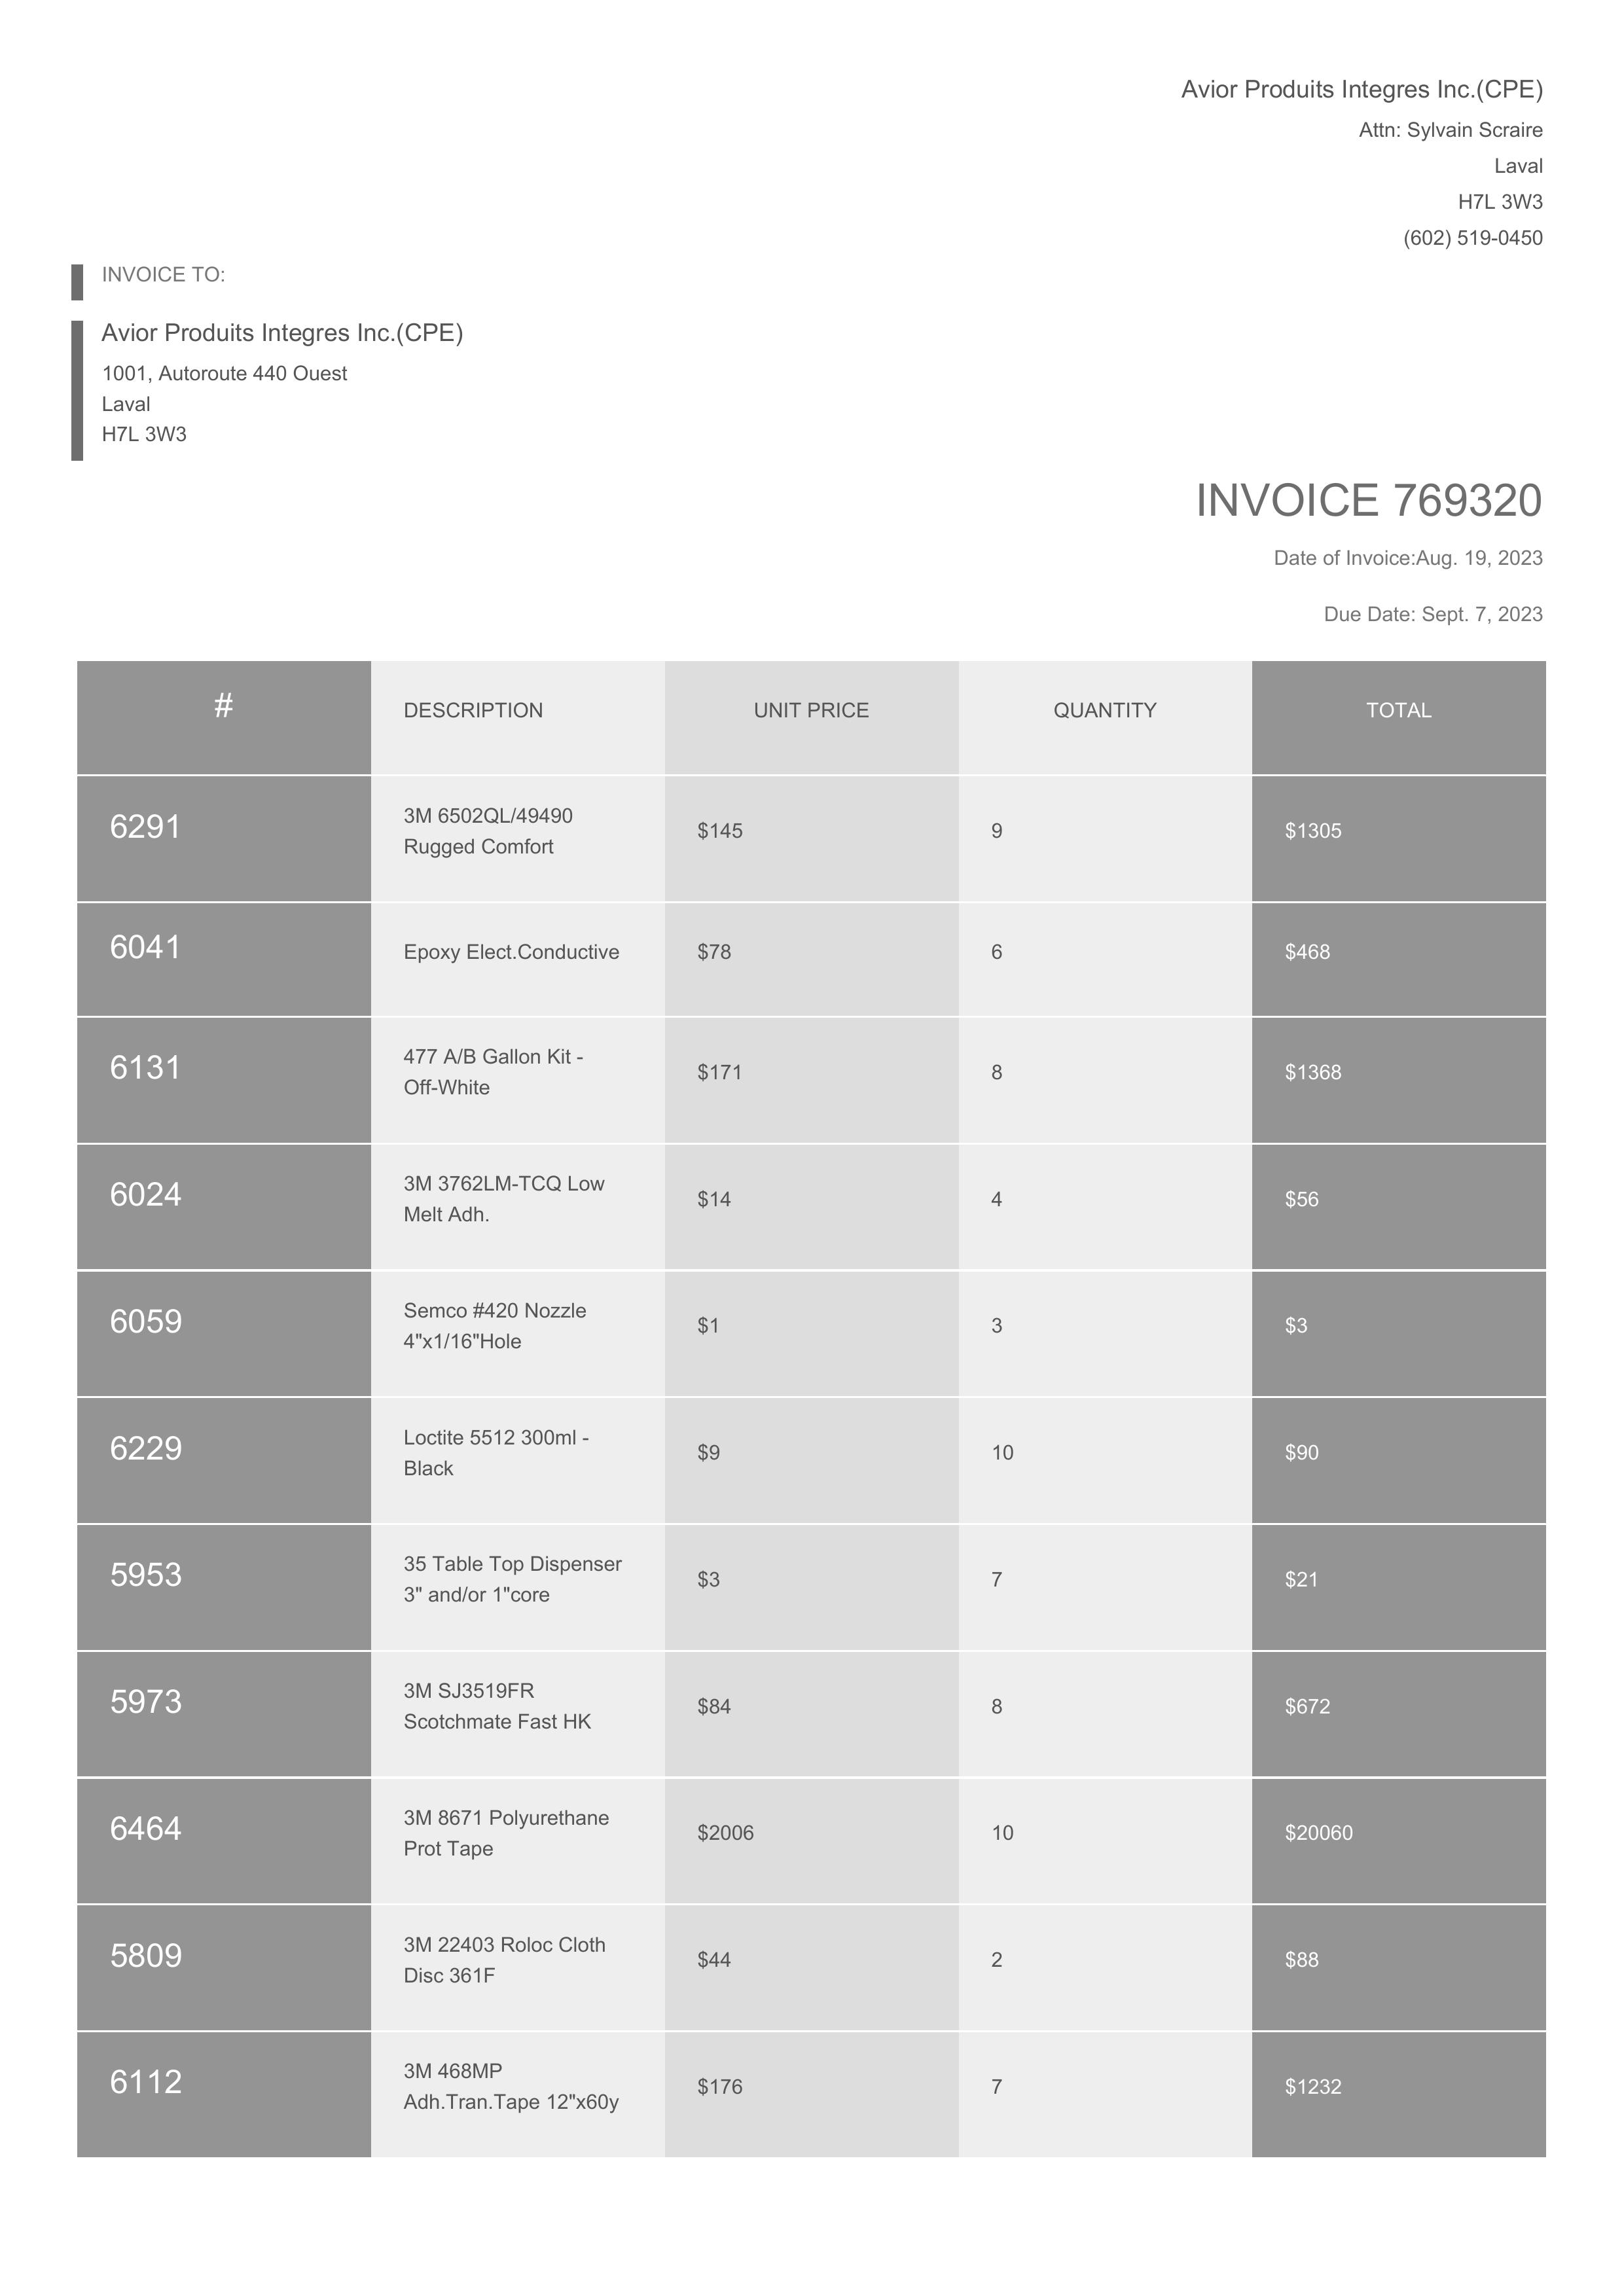 Avior Produits Integres Inc.(CPE)
Attn: Sylvain Scraire
Laval
H7L 3W3
(602) 519-0450
INVOICE TO:
Avior Produits Integres Inc.(CPE)
1001, Autoroute 440 Ouest
Laval
H7L 3W3
INVOICE 769320
Date of Invoice:Aug. 19, 2023
Due Date: Sept. 7, 2023
# DESCRIPTION UNIT PRICE QUANTITY TOTAL
6291 3M 6502QL/49490 $145 9 $1305
Rugged Comfort
6041 Epoxy Elect.Conductive $78 6 $468
6131 477 A/B Gallon Kit - $171 8 $1368
Off-White
6024 3M 3762LM-TCQ Low $14 4 $56
Melt Adh.
6059 Semco #420 Nozzle $1 3 $3
4"x1/16"Hole
6229 Loctite 5512 300ml - $9 10 $90
Black
5953 35 Table Top Dispenser $3 7 $21
3" and/or 1"core
5973 3M SJ3519FR $84 8 $672
Scotchmate Fast HK
6464 3M 8671 Polyurethane $2006 10 $20060
Prot Tape
5809 3M 22403 Roloc Cloth $44 2 $88
Disc 361F
6112 3M 468MP $176 7 $1232
Adh.Tran.Tape 12"x60y